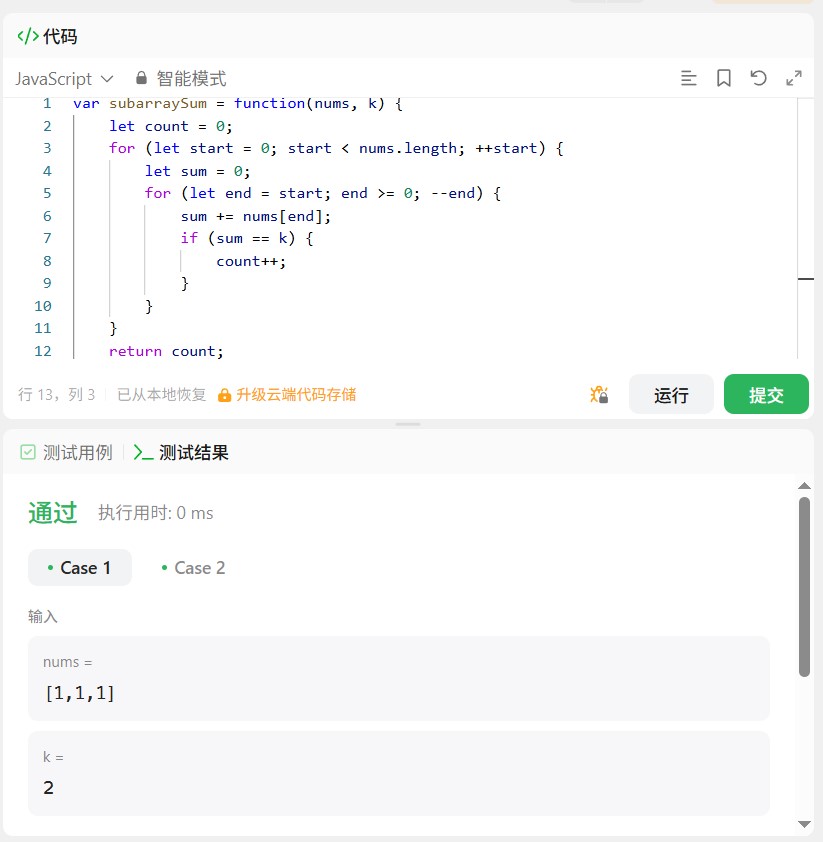 </> 代码
JavaScript 智能模式
1 var subarraySum = function(nums, k) {
2     let count = 0;
3     for (let start = 0; start < nums.length; ++start) {
4         let sum = 0;
5         for (let end = start; end >= 0; --end) {
6             sum += nums[end];
7             if (sum == k) {
8                 count++;
9             }
10         }
11     }
12     return count;
行 13，列 3 已从本地恢复 升级云端代码存储 运行 提交
测试用例 >_ 测试结果
通过 执行用时: 0 ms
• Case 1 • Case 2
输入
nums =
[1,1,1]
k =
2